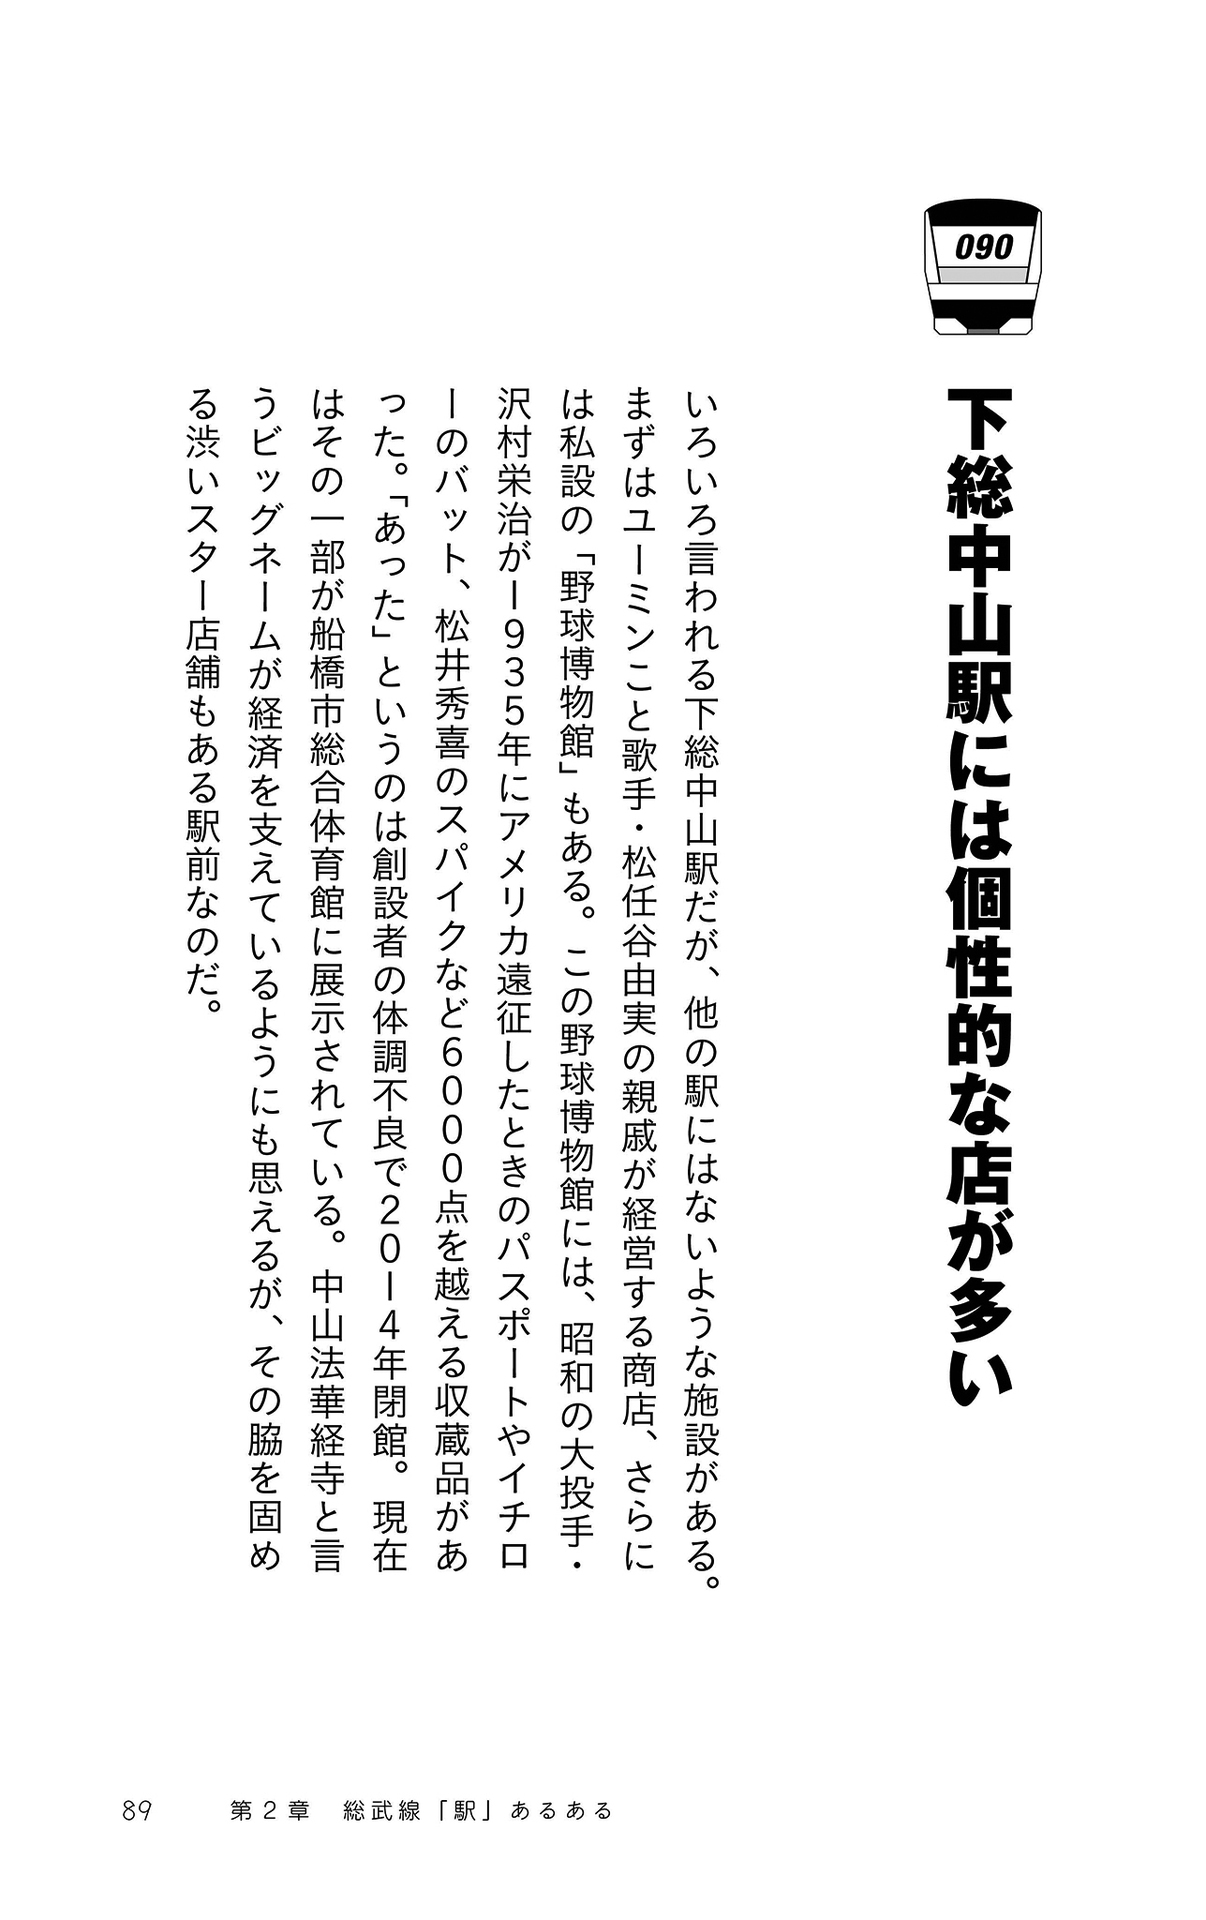 090
下総中山駅には個性的な店が多い
いろいろ言われる下総中山駅だが、他の駅にはないような施設がある。
まずはユーミンこと歌手・松任谷由実の親戚が経営する商店、さらに
は私設の「野球博物館」もある。この野球博物館には、昭和の大投手・
沢村栄治が1935年にアメリカ遠征したときのパスポートやイチロ
ーのバット、松井秀喜のスパイクなど6000点を越える収蔵品があ
った。「あった」というのは創設者の体調不良で2014年閉館。現在
はその一部が船橋市総合体育館に展示されている。中山法華経寺と言
うビッグネームが経済を支えているようにも思えるが、その脇を固め
る渋いスター店舗もある駅前なのだ。
89 第2章 総武線「駅」あるある